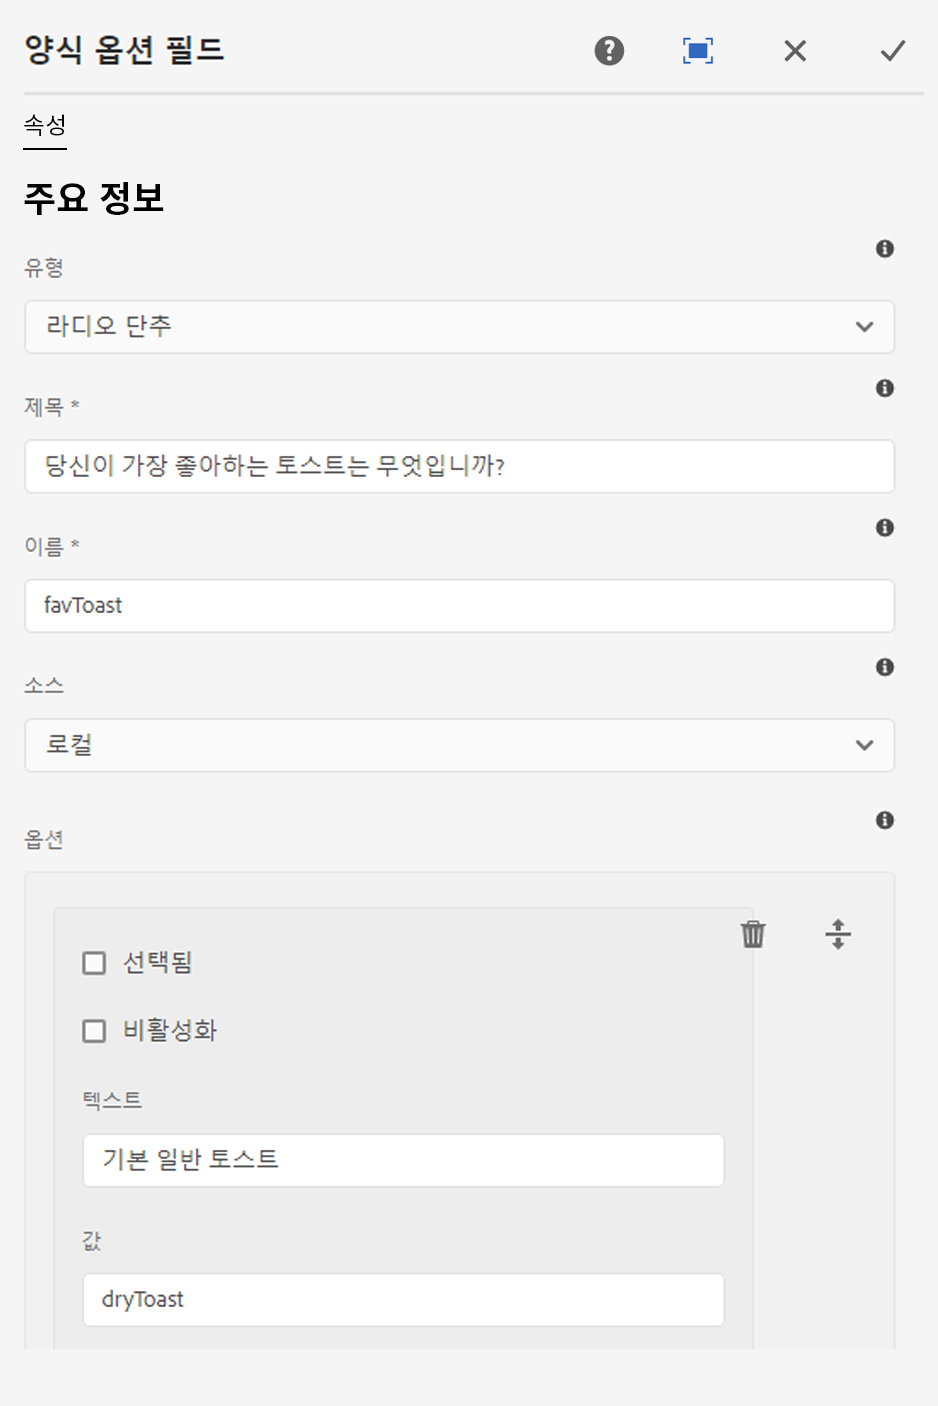 양식 옵션 필드
속성
주요 정보
유형
라디오 단추
제목 *
당신이 가장 좋아하는 토스트는 무엇입니까?
이름 *
favToast
소스
로컬
옵션
선택됨
비활성화
텍스트
기본 일반 토스트
값
dryToast